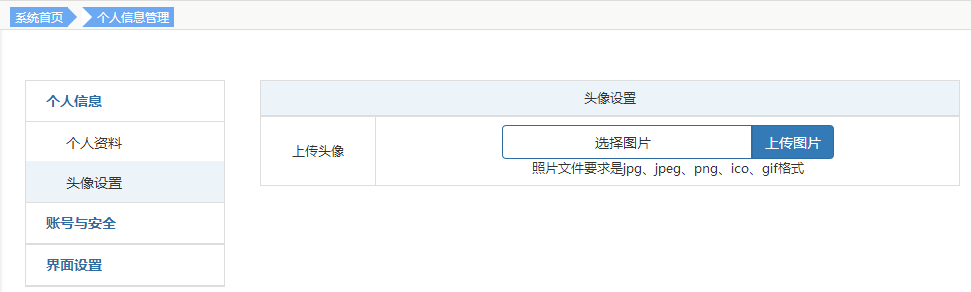 系统首页 个人信息管理
个人信息
个人资料
头像设置
账号与安全
界面设置
头像设置
上传头像
选择图片 上传图片
照片文件要求是jpg、jpeg、png、ico、gif格式